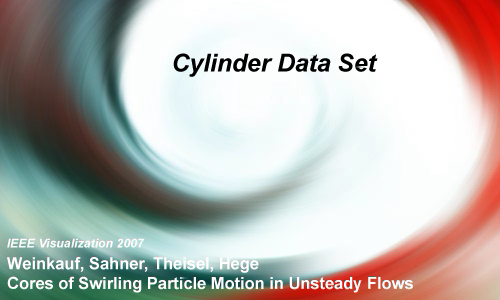 Cylinder Data Set
IEEE Visualization 2007
Weinkauf, Sahner, Theisel, Hege
Cores of Swirling Particle Motion in Unsteady Flows